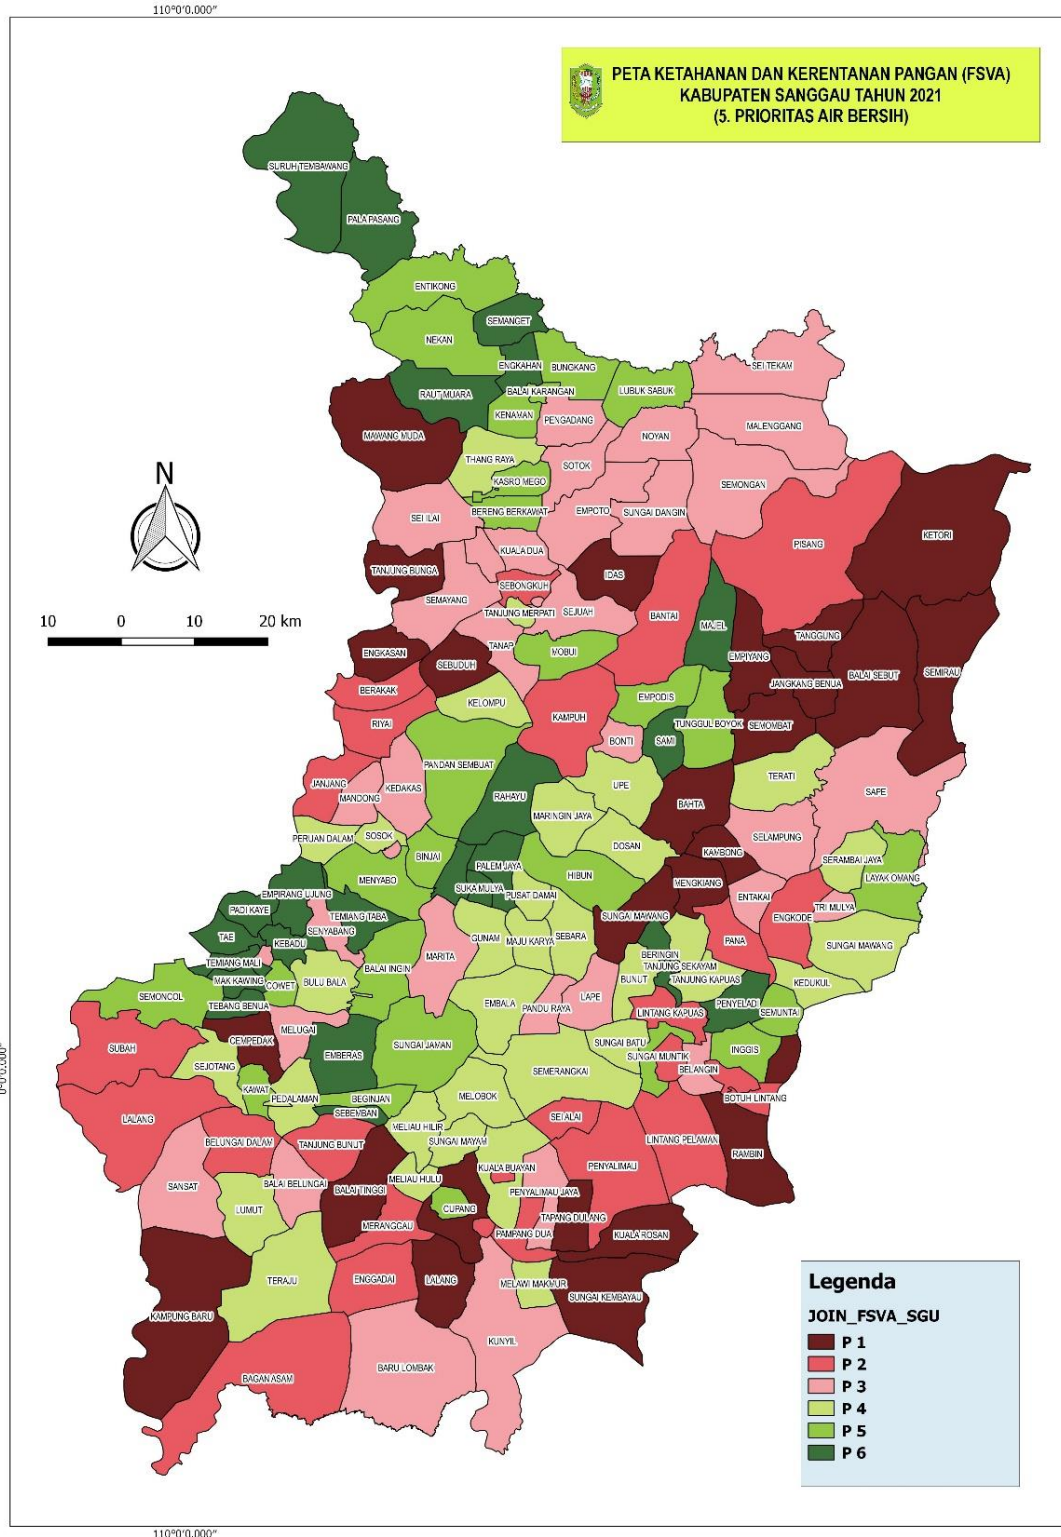 110°0'0.000"
PETA KETAHANAN DAN KERENTANAN PANGAN (FSVA)
KABUPATEN SANGGAU TAHUN 2021
(5. PRIORITAS AIR BERSIH)
SURUH TEMBAWANG
PALA PASANG
ENTIKONG
SEMANGET
NEKAN
ENGKAHAN
BUNGKANG
SEI TEKAM
RAUT MUARA
BALAI KARANGAN
LUBUK SABUK
KENAMAN
PENGADANG
MALENGGANG
MAWANG MUDA
NOYAN
THANG RAYA
SOTOK
KASRO MEGO
SEMONGAN
BERENG BERKAWAT
EMPOTO
SUNGAI DANGIN
SEI ILAI
KETORI
PISANG
KUALA DUA
TANJUNG BUNGA
IDAS
SEBONGKUH
SEMAYANG
TANJUNG MERPATI
SEJUAH
BANTAI
MAJEL
TANGGUNG
TANAP
MOBUI
ENGKASAN
SEBUDUH
EMPIYANG
BALAI SEBUT
SEMIRAU
JANGKANG BENUA
BERAKAK
EMPODIS
KELOMPU
KAMPUH
RIYAI
TUNGGUL BOYOK
SEMOMBAT
BONTI
SAMI
PANDAN SEMBUAT
TERATI
JANJANG
KEDAKAS
UPE
RAHAYU
SAPE
MANDONG
BAHTA
MARINGIN JAYA
PERUAN DALAM
SOSOK
SELAMPUNG
DOSAN
KAMBONG
BINJAI
SERAMBAI JAYA
PALEM JAYA
HIBUN
LAYAK OMANG
MENYABO
SUKA MULYA
MENGKIANG
EMPIRANG UJUNG
PUSAT DAMAI
ENTAKAI
TRI MULYA
PADI KAYE
TEMIANG TABA
SUNGAI MAWANG
ENGKODE
SENYABANG
TAE
GUNAM
MAJU KARYA
SEBARA
KEBADU
PANA
SUNGAI MAWANG
BERINGIN
MARITA
TEMIANG MALI
TANJUNG SEKAYAM
BALAI INGIN
MAK KAWING
COWET
BULU BALA
BUNUT
TANJUNG KAPUAS
KEDUKUL
SEMONCOL
LAPE
EMBALA
PANDU RAYA
PENYELADI
TEBANG BENUA
LINTANG KAPUAS
SEMUNTAI
MELUGAI
CEMPEDAK
SUBAH
SUNGAI JAMAN
SUNGAI BATU
INGGIS
EMBERAS
SUNGAI MUNTIK
SEJOTANG
SEMERANGKAI
BELANGIN
0°0'0.000"
KAWAT
PEDALAMAN
BEGINJAN
MELOBOK
BOTUH LINTANG
SEBEMBAN
LALANG
SEI ALAI
MELIAU HILIR
LINTANG PELAMAN
BELUNGAI DALAM
TANJUNG BUNUT
SUNGAI MAYAM
RAMBIN
KUALA BUAYAN
PENYALIMAU
MELIAU HULU
SANSAT
BALAI BELUNGAI
BALAI TINGGI
PENYALIMAU JAYA
LUMUT
CUPANG
TAPANG DULANG
MERANGGAU
PAMPANG DUA
KUALA ROSAN
TERAJU
ENGGADAI
LALANG
MELAWI MAKMUR
SUNGAI KEMBAYAU
KAMPUNG BARU
KUNYIL
BARU LOMBAK
BAGAN ASAM
N
10 0 10 20 km
Legenda
JOIN_FSVA_SGU
P 1
P 2
P 3
P 4
P 5
P 6
110°0'0.000"